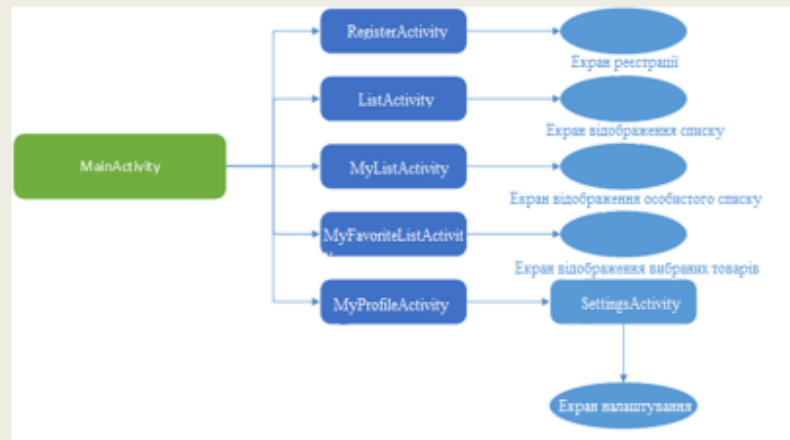 RegisterActivity
Екран реєстрації
ListActivity
Екран відображення списку
MainActivity
MyListActivity
Екран відображення особистого списку
MyFavoriteListActivit
Екран відображення вибраних товарів
MyProfileActivity
SettingsActivity
Екран налаштування